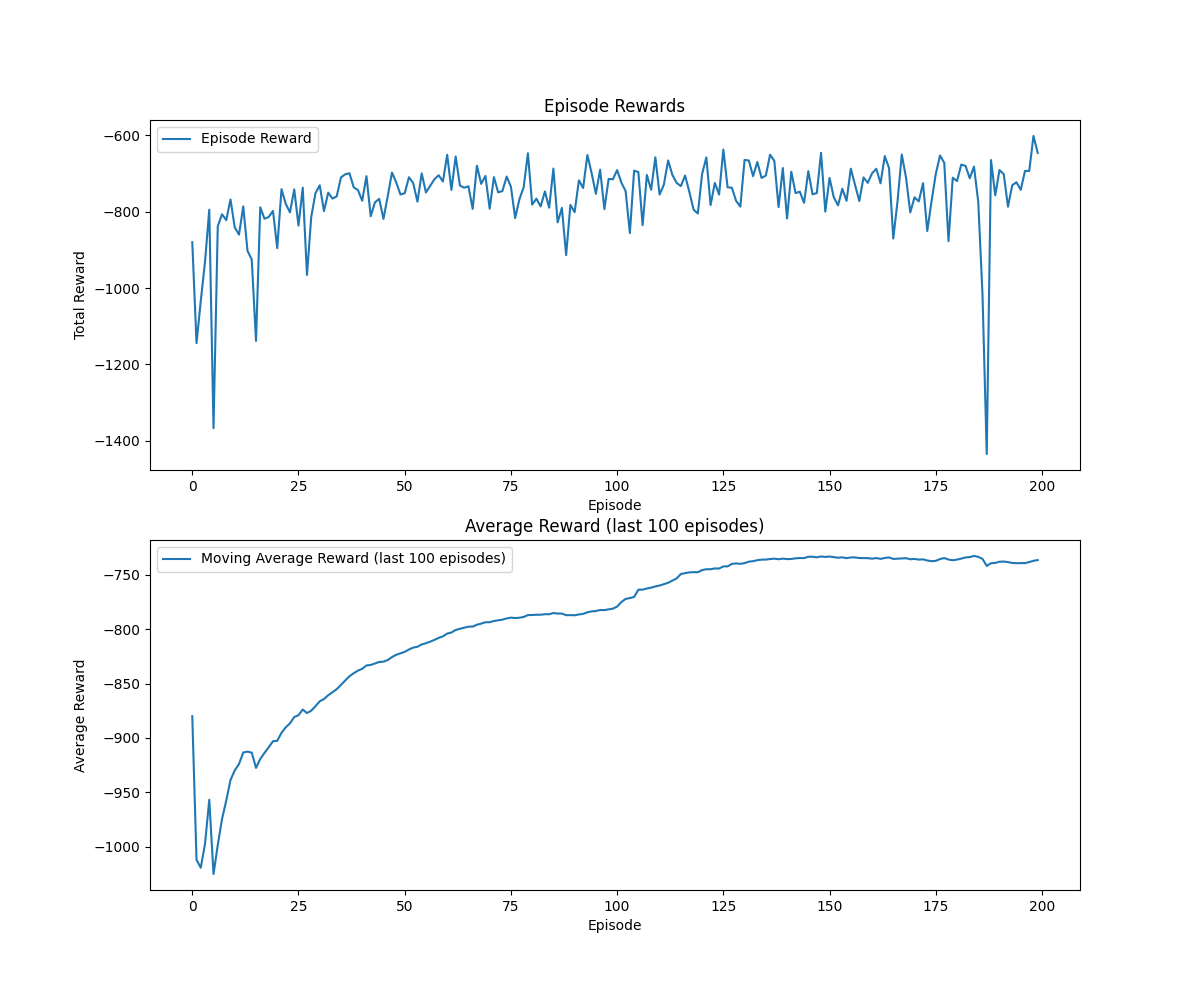 Episode Rewards
Episode Reward
−600
−800
−1000
−1200
−1400
Total Reward
0 25 50 75 100 125 150 175 200
Episode
Average Reward (last 100 episodes)
Moving Average Reward (last 100 episodes)
−750
−800
−850
−900
−950
−1000
Average Reward
0 25 50 75 100 125 150 175 200
Episode